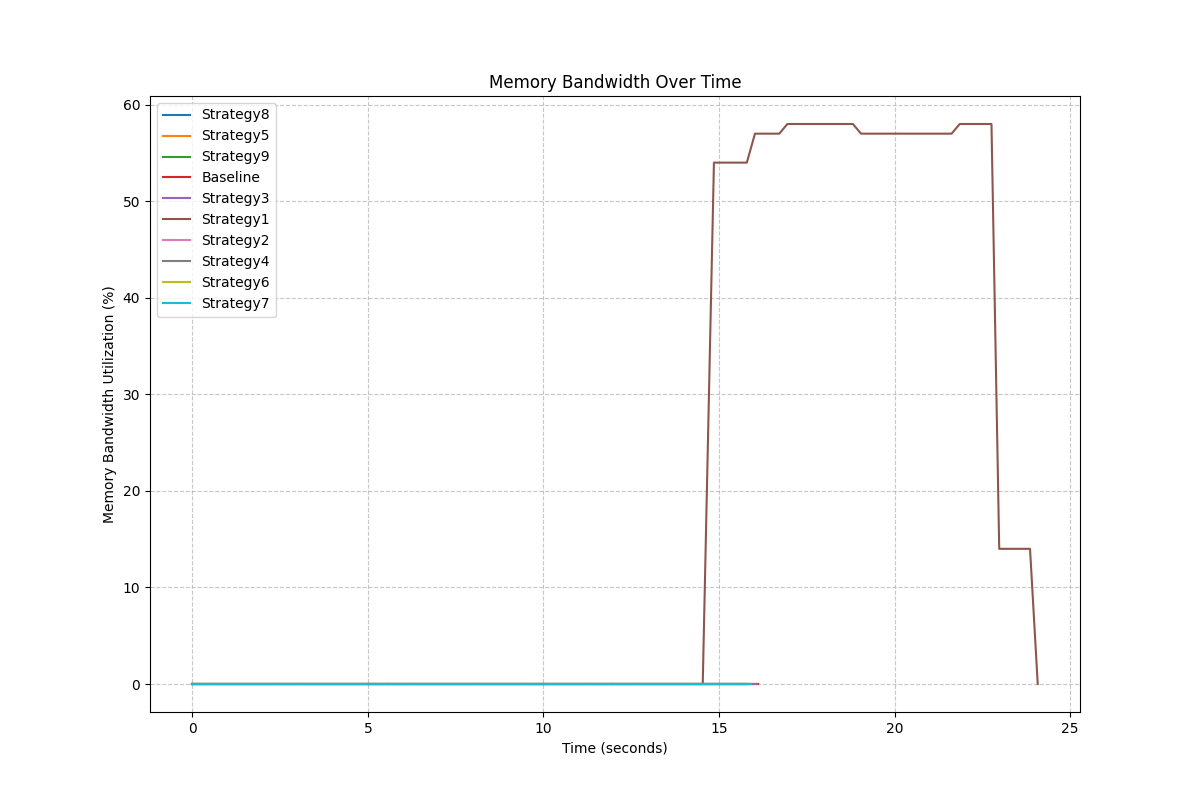 Memory Bandwidth Over Time
Strategy8
Strategy5
Strategy9
Baseline
Strategy3
Strategy1
Strategy2
Strategy4
Strategy6
Strategy7
60
50
40
30
20
10
0
Memory Bandwidth Utilization (%)
0 5 10 15 20 25
Time (seconds)